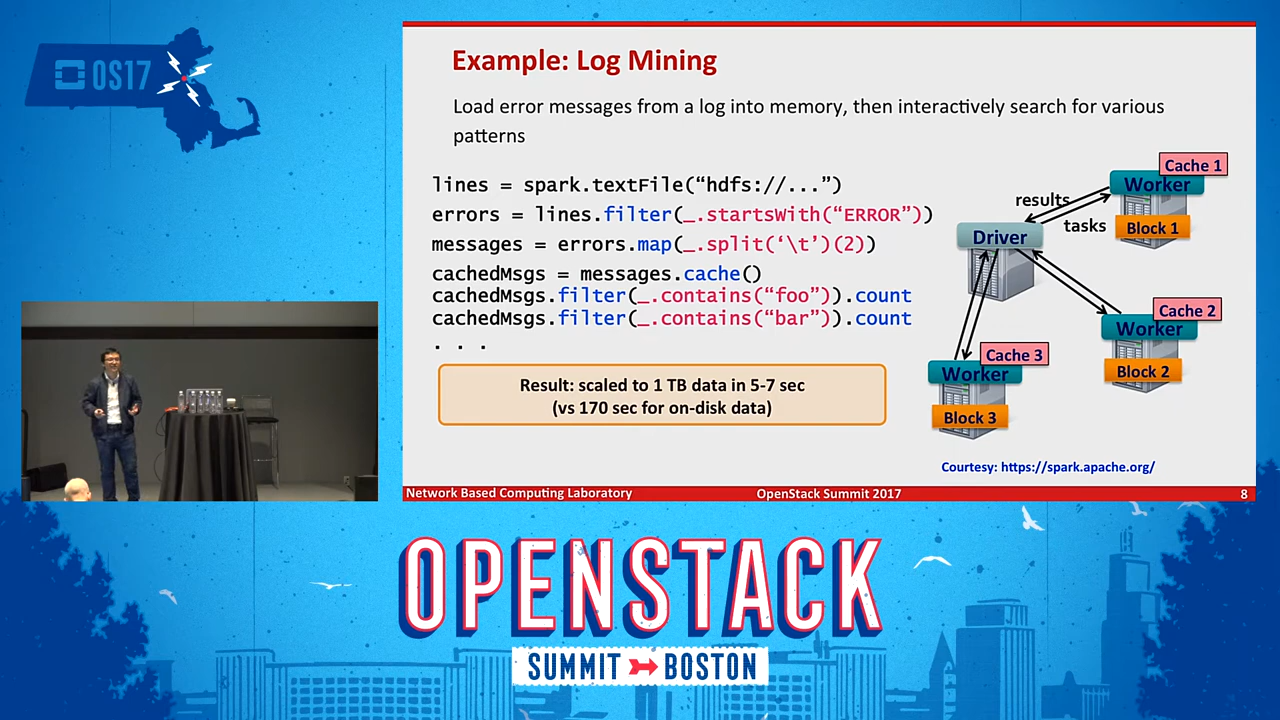 OS17
Example: Log Mining
Load error messages from a log into memory, then interactively search for various
patterns
lines = spark.textFile(“hdfs://...”)
errors = lines.filter(_.startsWith(“ERROR”))
messages = errors.map(_.split(‘\t’)(2))
cachedMsgs = messages.cache()
cachedMsgs.filter(_.contains(“foo”)).count
cachedMsgs.filter(_.contains(“bar”)).count
. . .
Result: scaled to 1 TB data in 5-7 sec
(vs 170 sec for on-disk data)
Cache 1
Worker
results
tasks
Block 1
Driver
Cache 2
Worker
Block 2
Cache 3
Worker
Block 3
Courtesy: https://spark.apache.org/
Network Based Computing Laboratory
OpenStack Summit 2017
8
OPENSTACK
SUMMIT BOSTON